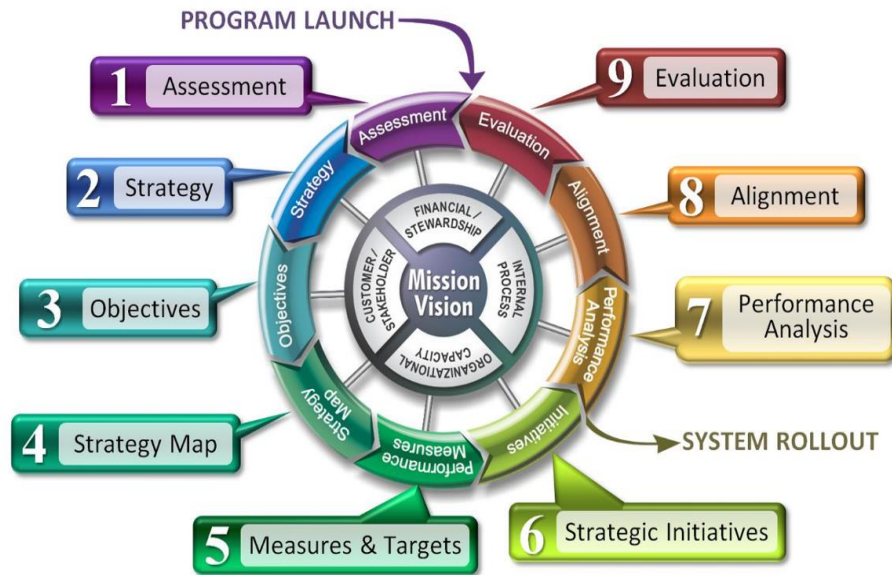 PROGRAM LAUNCH
1 Assessment
2 Strategy
3 Objectives
4 Strategy Map
5 Measures & Targets
6 Strategic Initiatives
7 Performance
Analysis
8 Alignment
9 Evaluation
SYSTEM ROLLOUT
Assessment
Strategy
Objectives
Strategy
Map
Performance
Measures
Initiatives
Performance
Analysis
Alignment
Evaluation
FINANCIAL /
STEWARDSHIP
CUSTOMER/
STAKEHOLDER
INTERNAL
PROCESS
ORGANIZATIONAL
CAPACITY
Mission
Vision